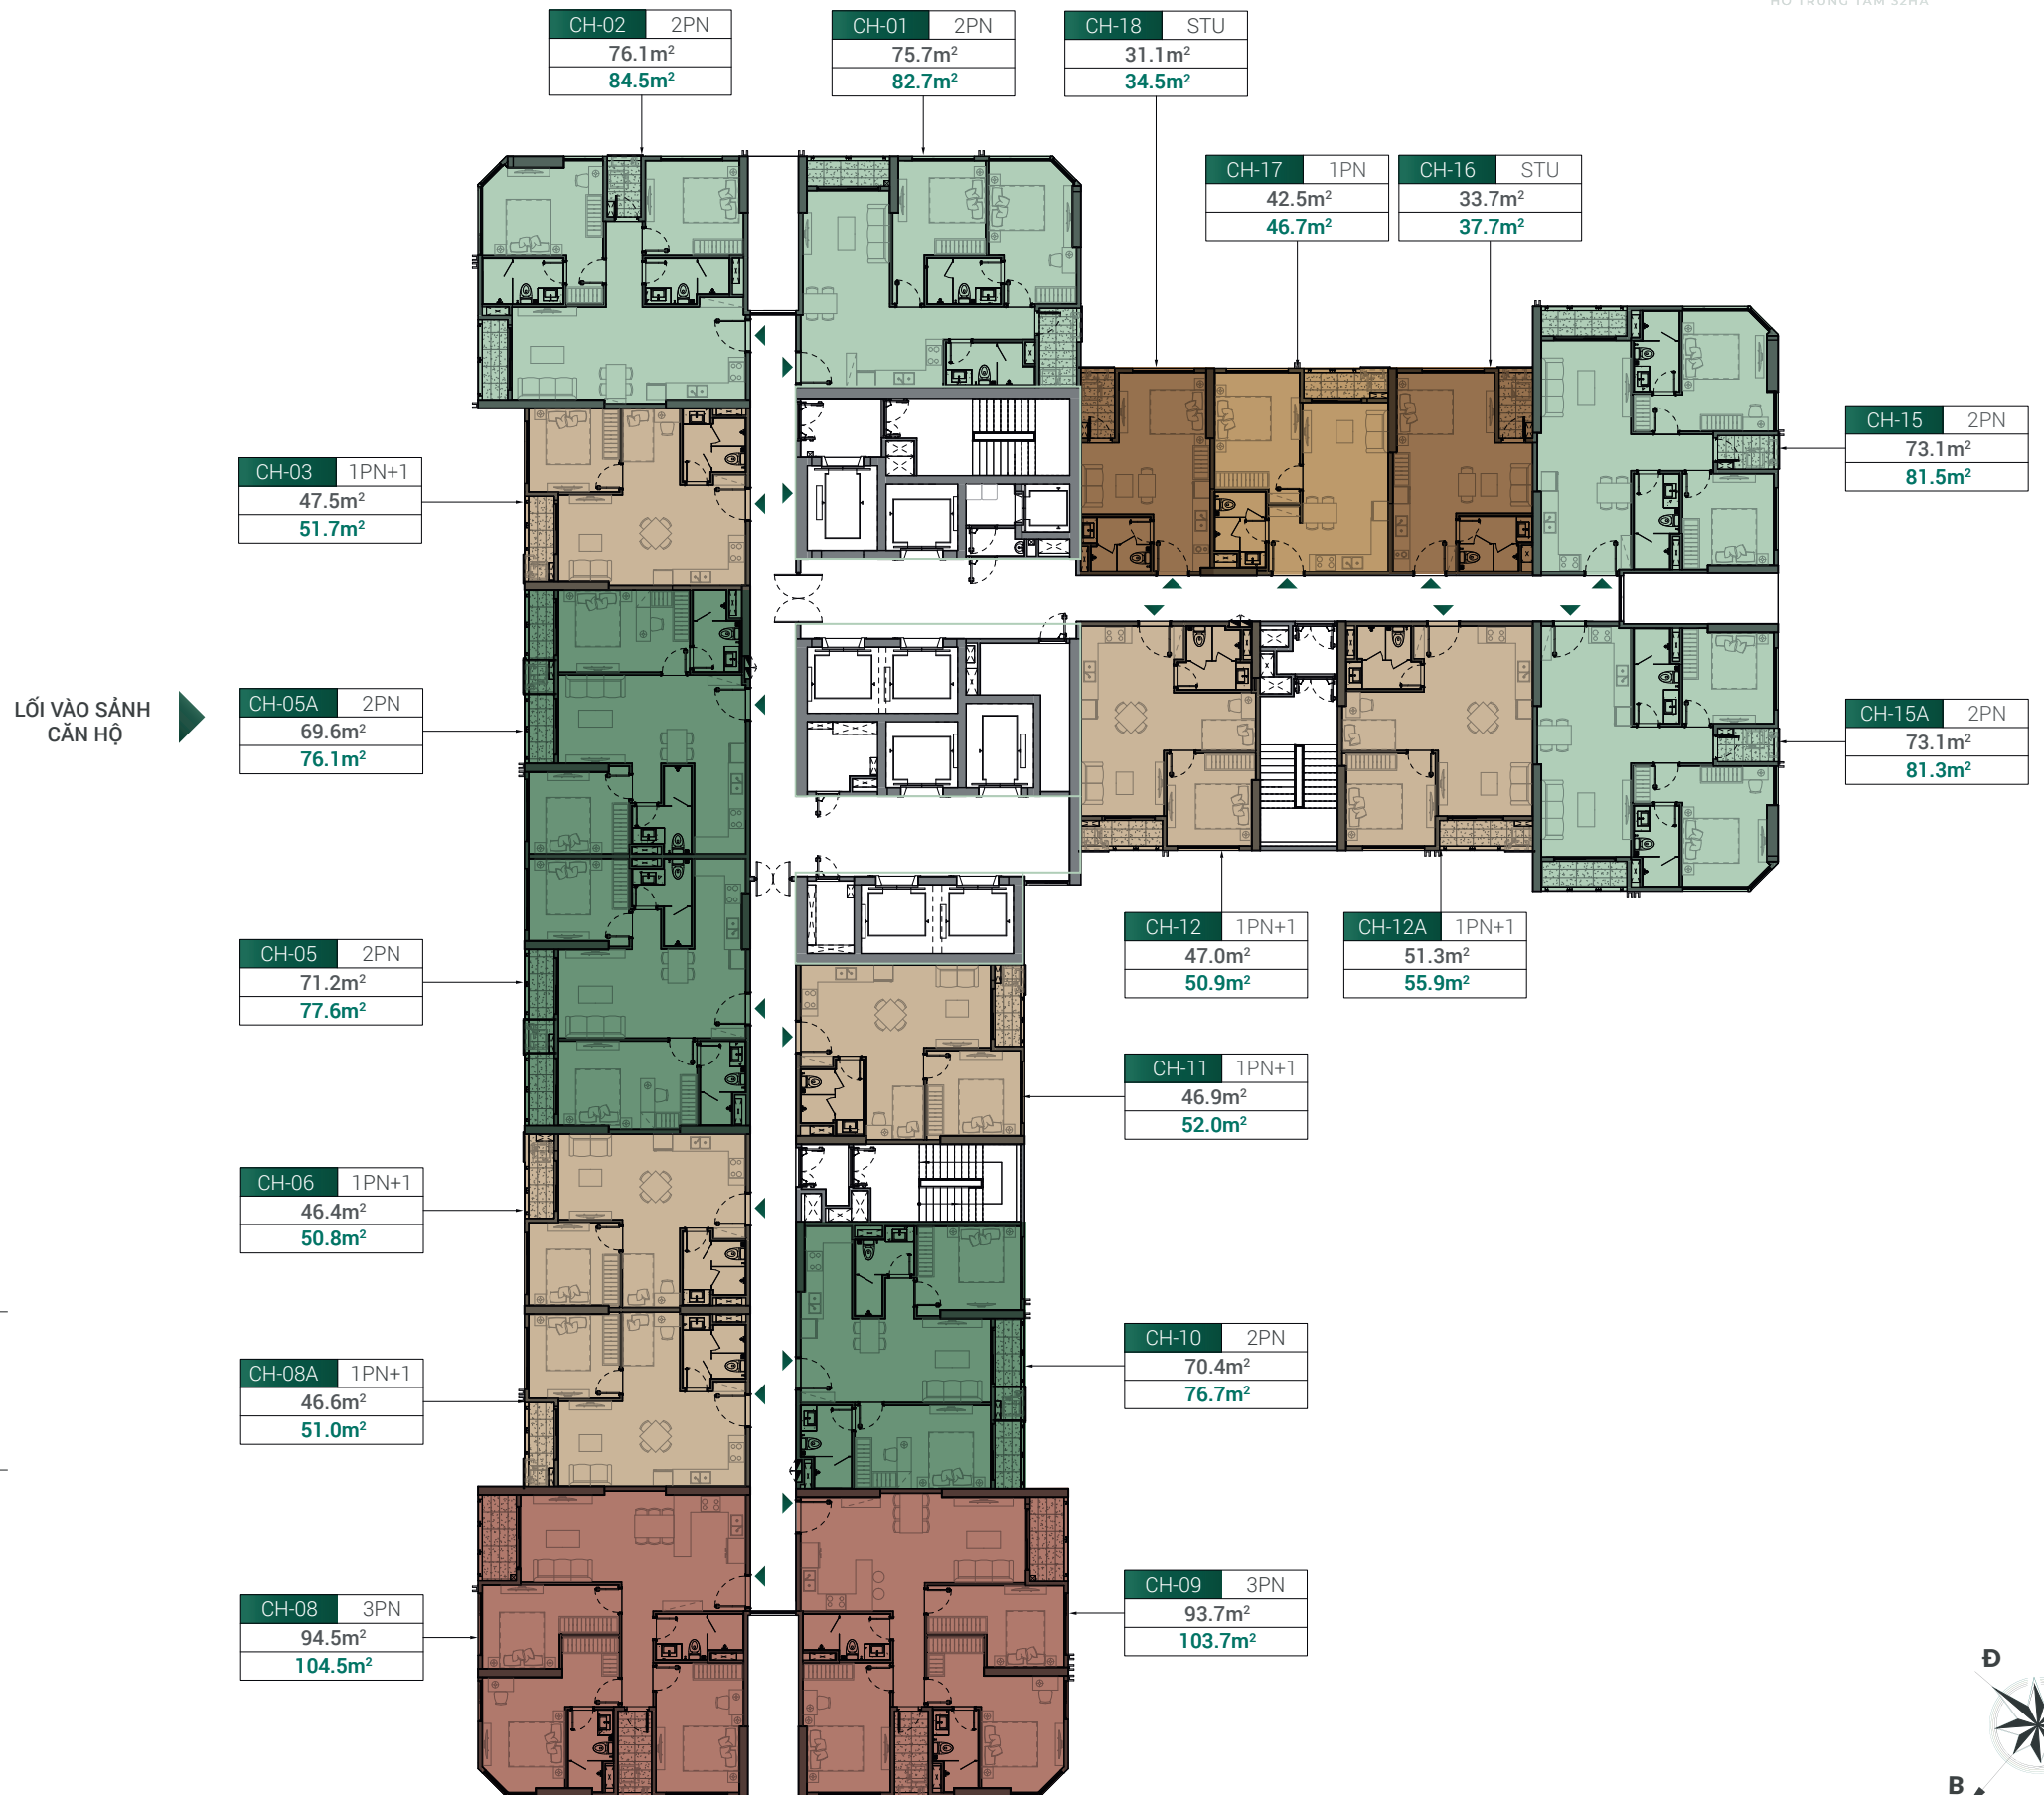 HỒ TRUNG TÂM 32HA
CH-02 2PN
76.1m²
84.5m²
CH-01 2PN
75.7m²
82.7m²
CH-18 STU
31.1m²
34.5m²
CH-17 1PN
42.5m²
46.7m²
CH-16 STU
33.7m²
37.7m²
CH-15 2PN
73.1m²
81.5m²
CH-03 1PN+1
47.5m²
51.7m²
LỐI VÀO SẢNH
CĂN HỘ
CH-05A 2PN
69.6m²
76.1m²
CH-15A 2PN
73.1m²
81.3m²
CH-05 2PN
71.2m²
77.6m²
CH-12 1PN+1
47.0m²
50.9m²
CH-12A 1PN+1
51.3m²
55.9m²
CH-11 1PN+1
46.9m²
52.0m²
CH-06 1PN+1
46.4m²
50.8m²
CH-10 2PN
70.4m²
76.7m²
CH-08A 1PN+1
46.6m²
51.0m²
CH-08 3PN
94.5m²
104.5m²
CH-09 3PN
93.7m²
103.7m²
Đ
B